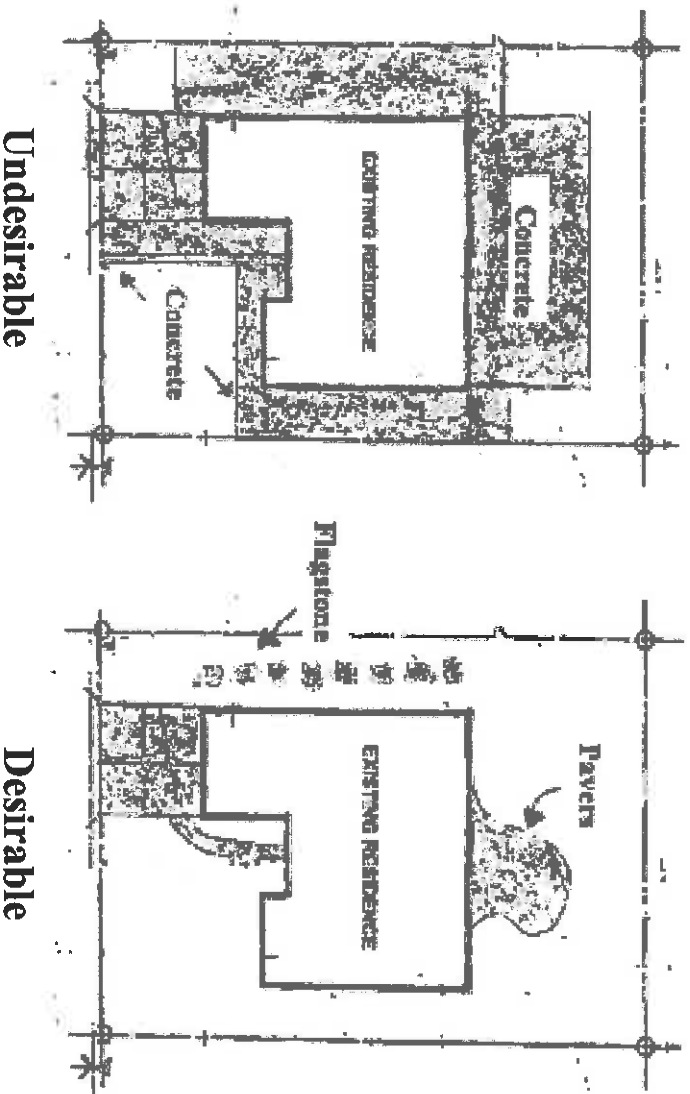 EXISTING RESIDENCE
Concrete
Concrete
Undesirable
Flagstone
EXISTING RESIDENCE
Pavers
Desirable